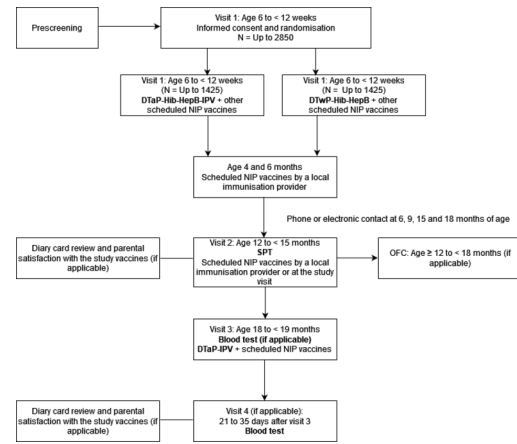 Prescreening
Visit 1: Age 6 to < 12 weeks
Informed consent and randomisation
N = Up to 2850
Visit 1: Age 6 to < 12 weeks
(N = Up to 1425)
DTaP-Hib-HepB-IPV + other
scheduled NIP vaccines
Visit 1: Age 6 to < 12 weeks
(N = Up to 1425)
DTwP-Hib-HepB + other
scheduled NIP vaccines
Age 4 and 6 months
Scheduled NIP vaccines by a local
immunisation provider
Phone or electronic contact at 6, 9, 15 and 18 months of age
Diary card review and parental
satisfaction with the study vaccines (if
applicable)
Visit 2: Age 12 to < 15 months
SPT
Scheduled NIP vaccines by a local
immunisation provider or at the study
visit
OFC: Age ≥ 12 to < 18 months (if
applicable)
Visit 3: Age 18 to < 19 months
Blood test (if applicable)
DTaP-IPV + scheduled NIP vaccines
Diary card review and parental
satisfaction with the study vaccines (if
applicable)
Visit 4 (if applicable):
21 to 35 days after visit 3
Blood test